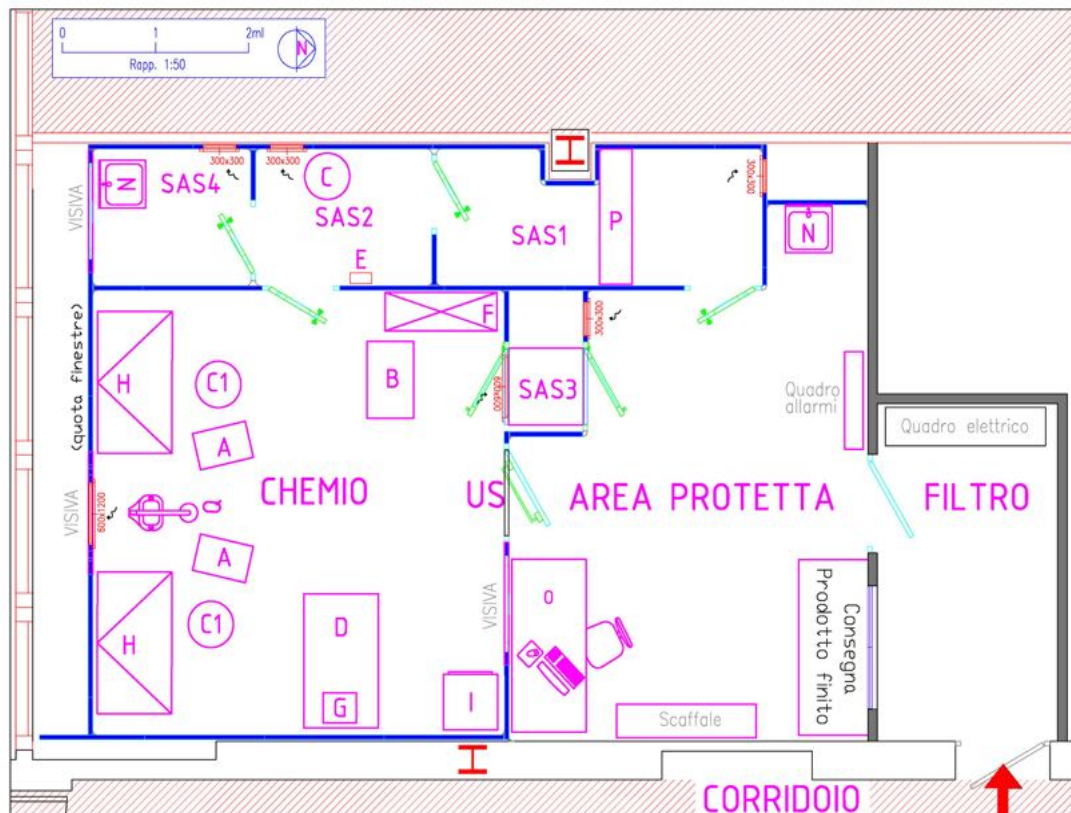 0 1 2ml
Rapp. 1:50
N
300x300
300x300
300x300
VISIVA
N
SAS4
C
SAS2
E
SAS1
P
N
(quota finestre)
H
C1
A
F
B
600x600
SAS3
300x300
Quadro
allarmi
Quadro elettrico
CHEMIO
US
AREA PROTETTA
FILTRO
VISIVA
600x1200
Q
A
H
C1
D
G
I
VISIVA
O
Scaffale
Consegna
Prodotto finito
CORRIDOIO